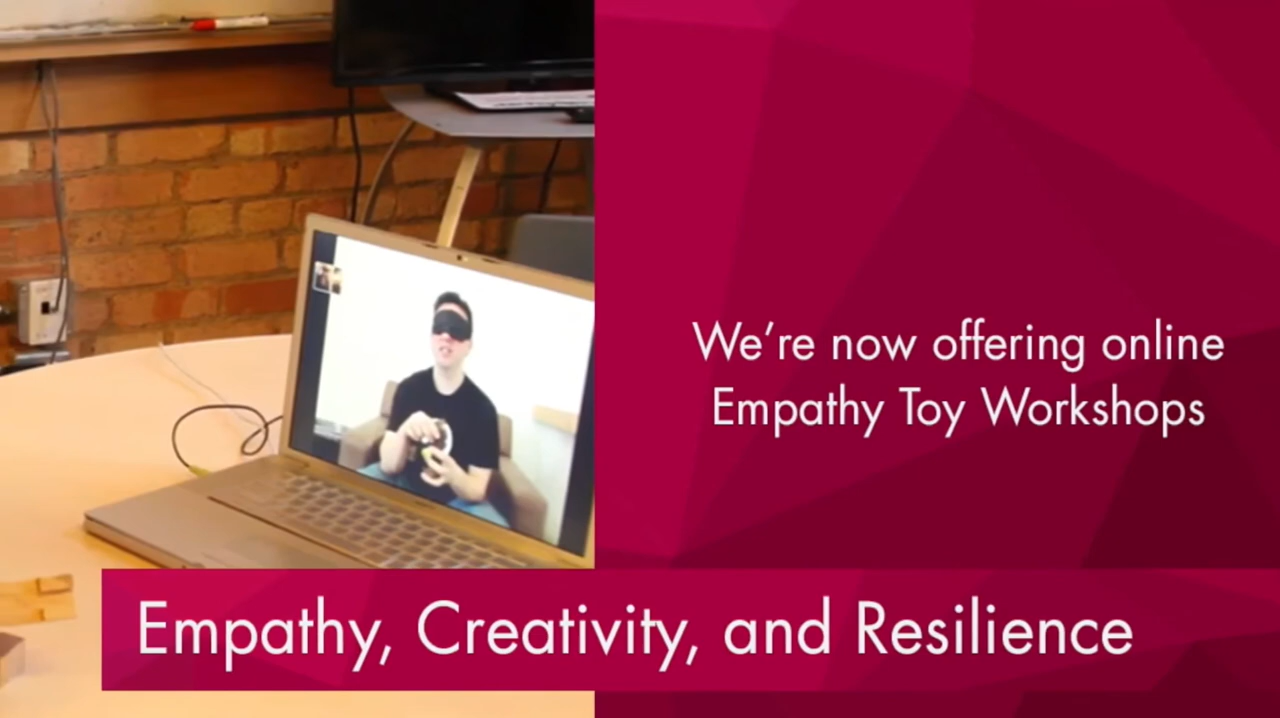 We're now offering online
Empathy Toy Workshops
Empathy, Creativity, and Resilience